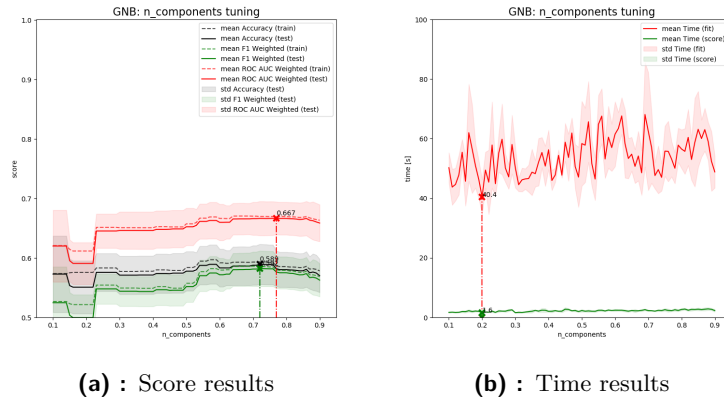 GNB: n_components tuning
1.0
0.9
0.8
0.7
0.6
0.5
score
mean Accuracy (train)
mean Accuracy (test)
mean F1 Weighted (train)
mean F1 Weighted (test)
mean ROC AUC Weighted (train)
mean ROC AUC Weighted (test)
std Accuracy (test)
std F1 Weighted (test)
std ROC AUC Weighted (test)
0.667
0.589
0.1 0.2 0.3 0.4 0.5 0.6 0.7 0.8 0.9
n_components
(a) : Score results
GNB: n_components tuning
100
80
60
40
20
0
time [s]
mean Time (fit)
mean Time (score)
std Time (fit)
std Time (score)
40.4
1.6
0.1 0.2 0.3 0.4 0.5 0.6 0.7 0.8 0.9
n_components
(b) : Time results